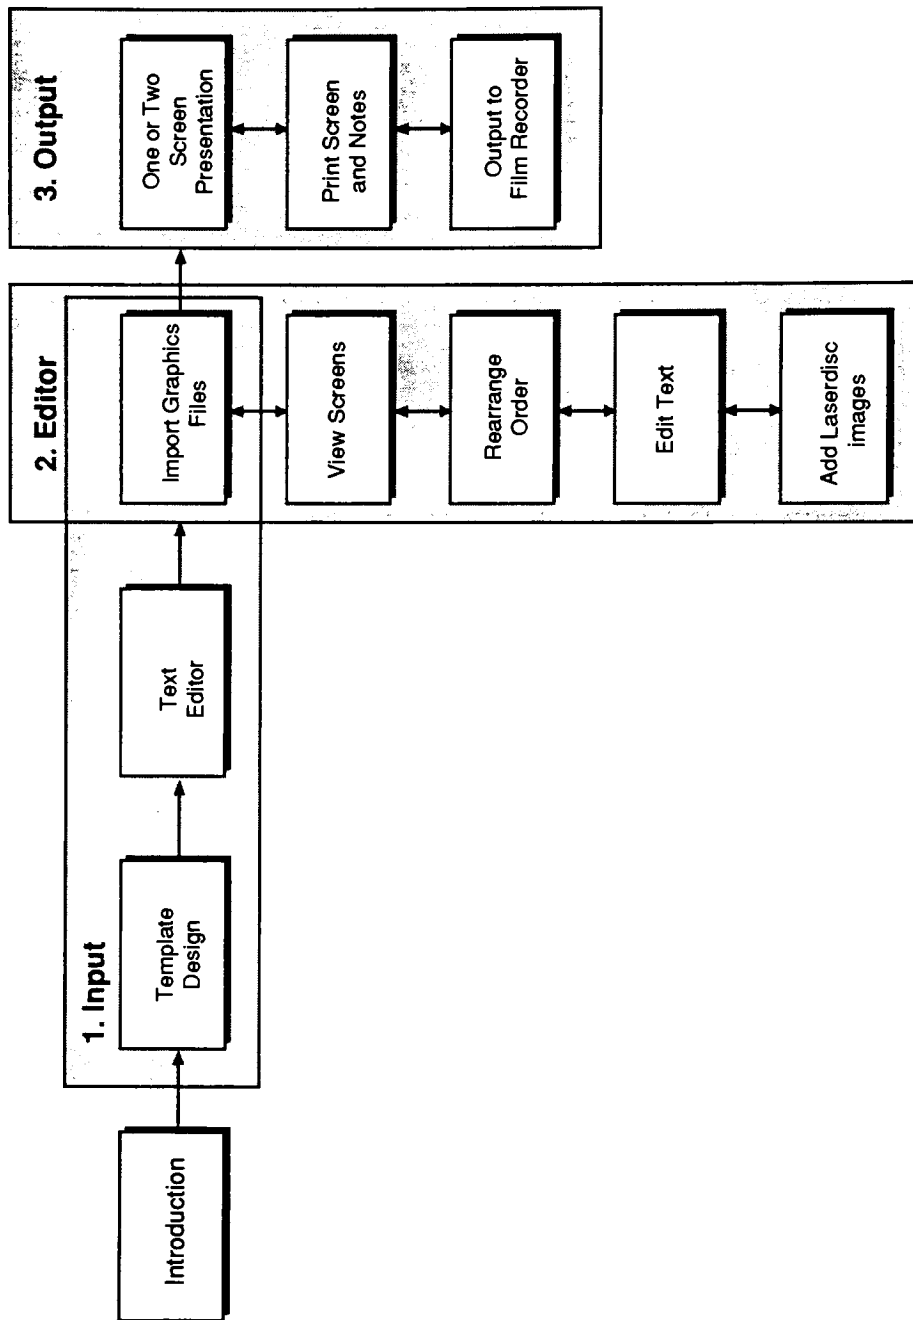 Introduction
1. Input
Template
Design
Text
Editor
2. Editor
Import Graphics
Files
View Screens
Rearrange
Order
Edit Text
Add Laserdisc
images
3. Output
One or Two
Screen
Presentation
Print Screen
and Notes
Output to
Film Recorder